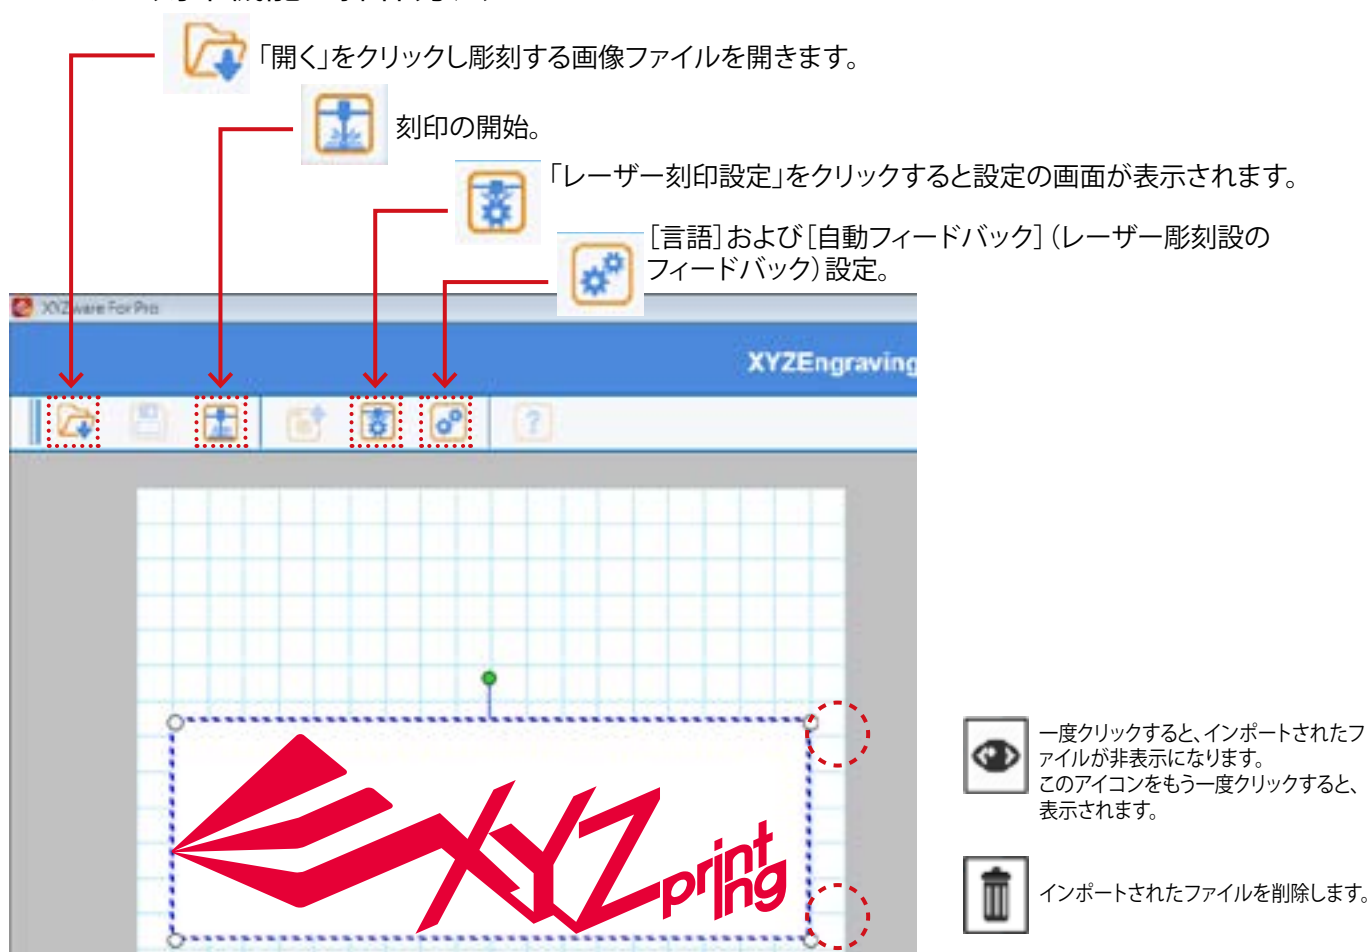 「開く」をクリックし彫刻する画像ファイルを開きます。
刻印の開始。
「レーザー刻印設定」をクリックすると設定の画面が表示されます。
[言語]および[自動フィードバック](レーザー彫刻設の
フィードバック)設定。
XYZware For Pro
XYZEngraving
?
XYZprinting
一度クリックすると、インポートされたフ
ァイルが非表示になります。
このアイコンをもう一度クリックすると、
表示されます。
インポートされたファイルを削除します。